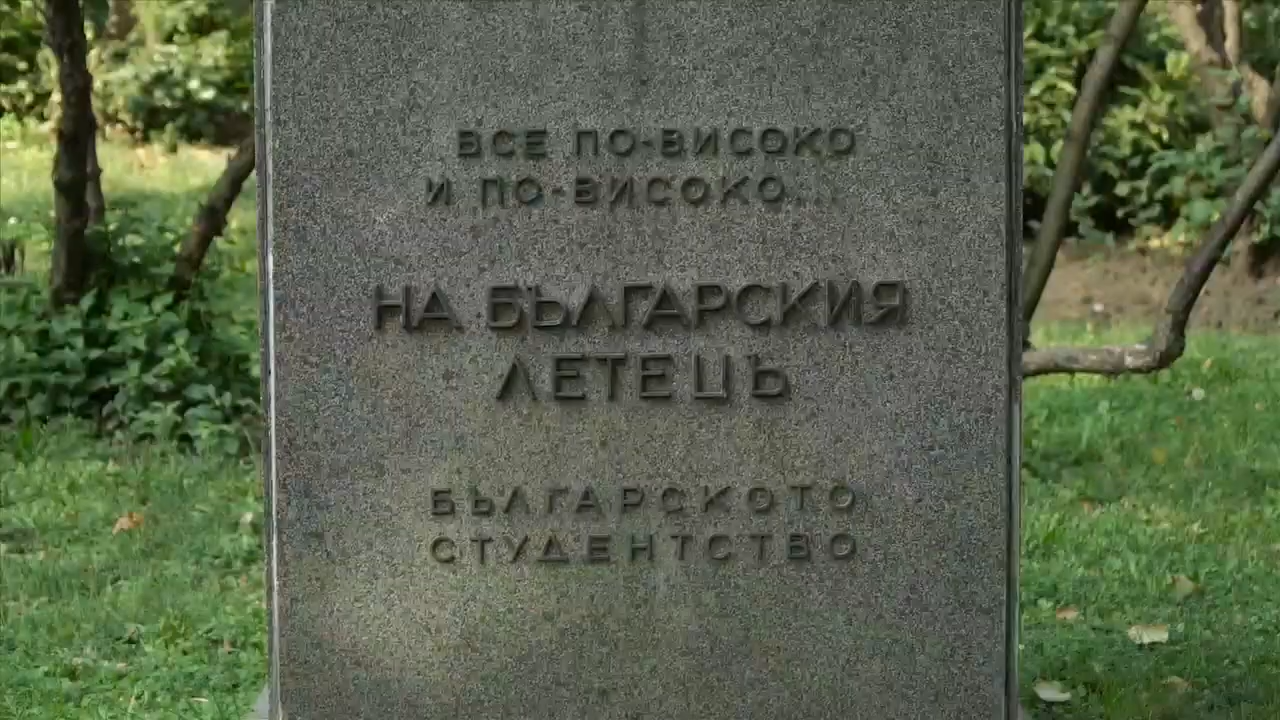 ВСЕ ПО-ВИСОКО
И ПО-ВИСОКО...
НА БЪЛГАРСКИЯ
ЛЕТЕЦЪ
БЪЛГАРСКОТО
СТУДЕНТСТВО